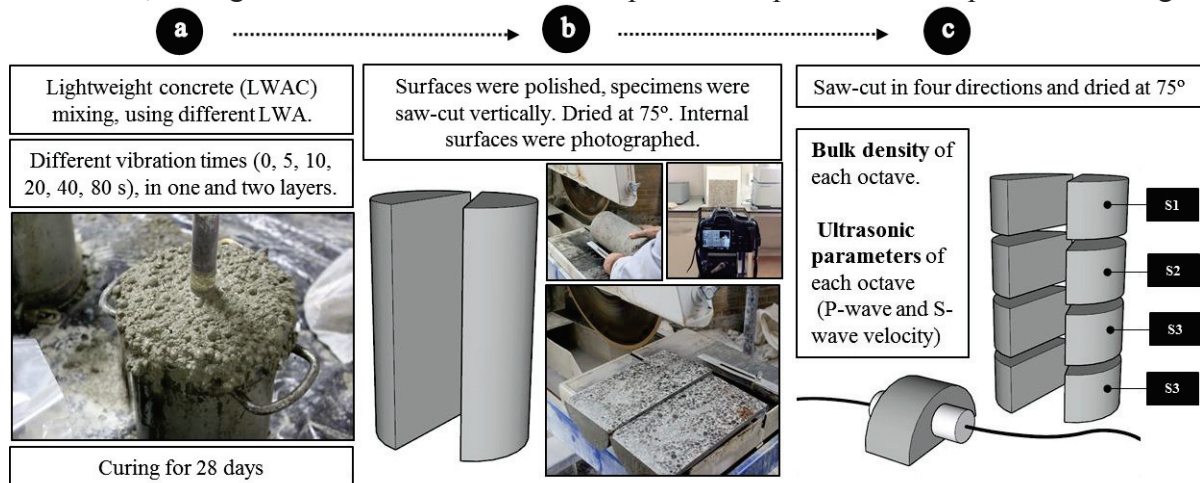 a
b
c
Lightweight concrete (LWAC)
mixing, using different LWA.
Different vibration times (0, 5, 10,
20, 40, 80 s), in one and two layers.
Curing for 28 days
Surfaces were polished, specimens were
saw-cut vertically. Dried at 75º. Internal
surfaces were photographed.
Saw-cut in four directions and dried at 75º
Bulk density of
each octave.
Ultrasonic
parameters of
each octave
(P-wave and S-
wave velocity)
S1
S2
S3
S3